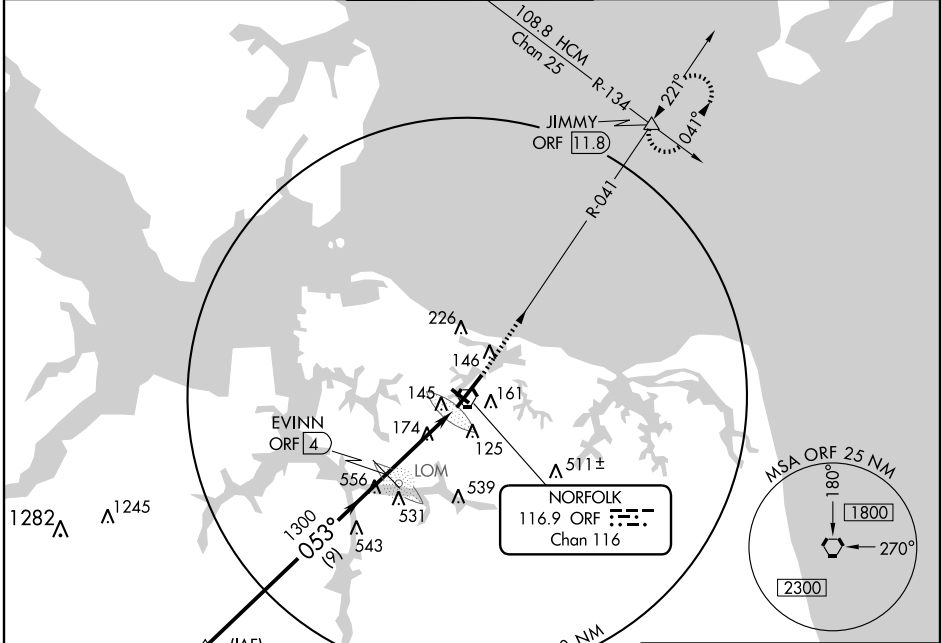 108.8 HCM
Chan 25
R-134
221°
041°
JIMMY
ORF 11.8
R-041
226
146
145
161
174
125
EVINN
ORF 4
LOM
556
531
539
511±
543
1282
1245
1300
053°
(9)
NORFOLK
116.9 ORF
Chan 116
MSA ORF 25 NM
180°
1800
270°
2300
(IAF)
NM